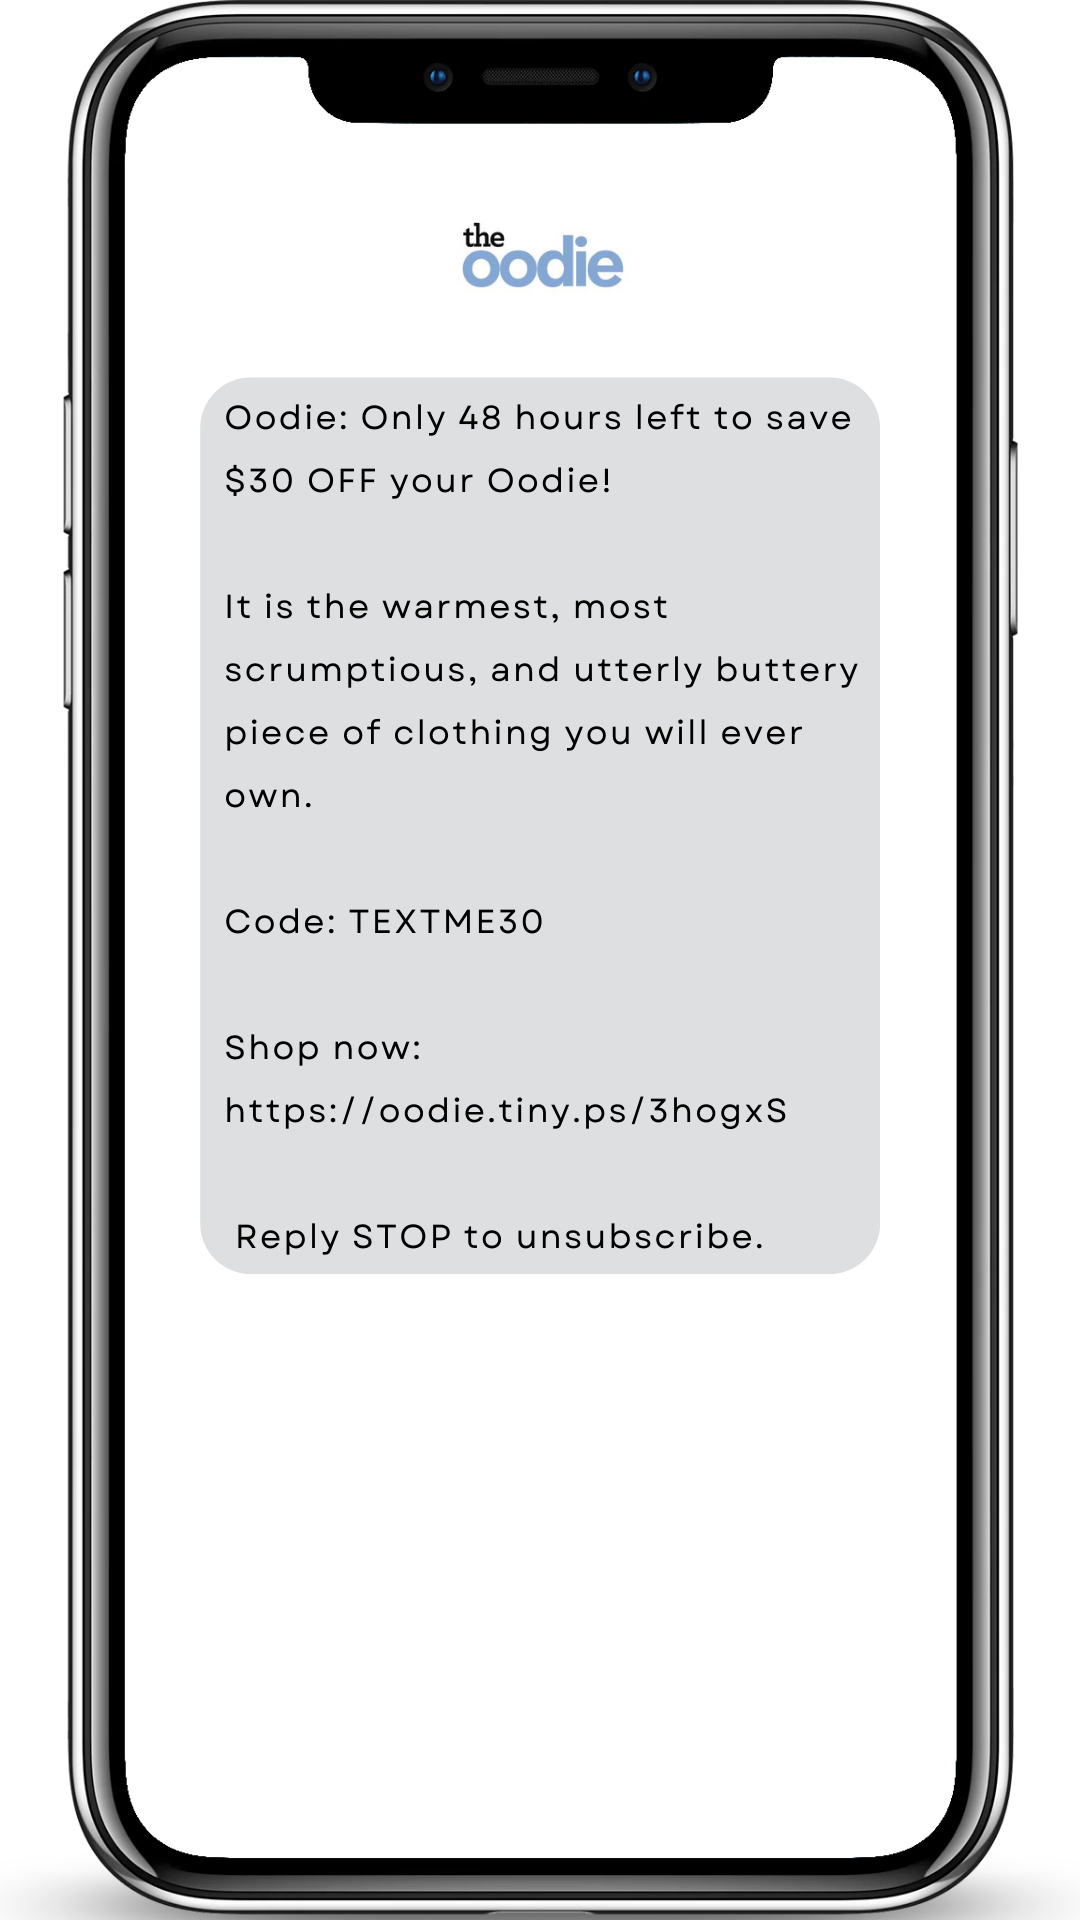 the
oodie
Oodie: Only 48 hours left to save
$30 OFF your Oodie!
It is the warmest, most
scrumptious, and utterly buttery
piece of clothing you will ever
own.
Code: TEXTME30
Shop now:
https://oodie.tiny.ps/3hogxS
Reply STOP to unsubscribe.